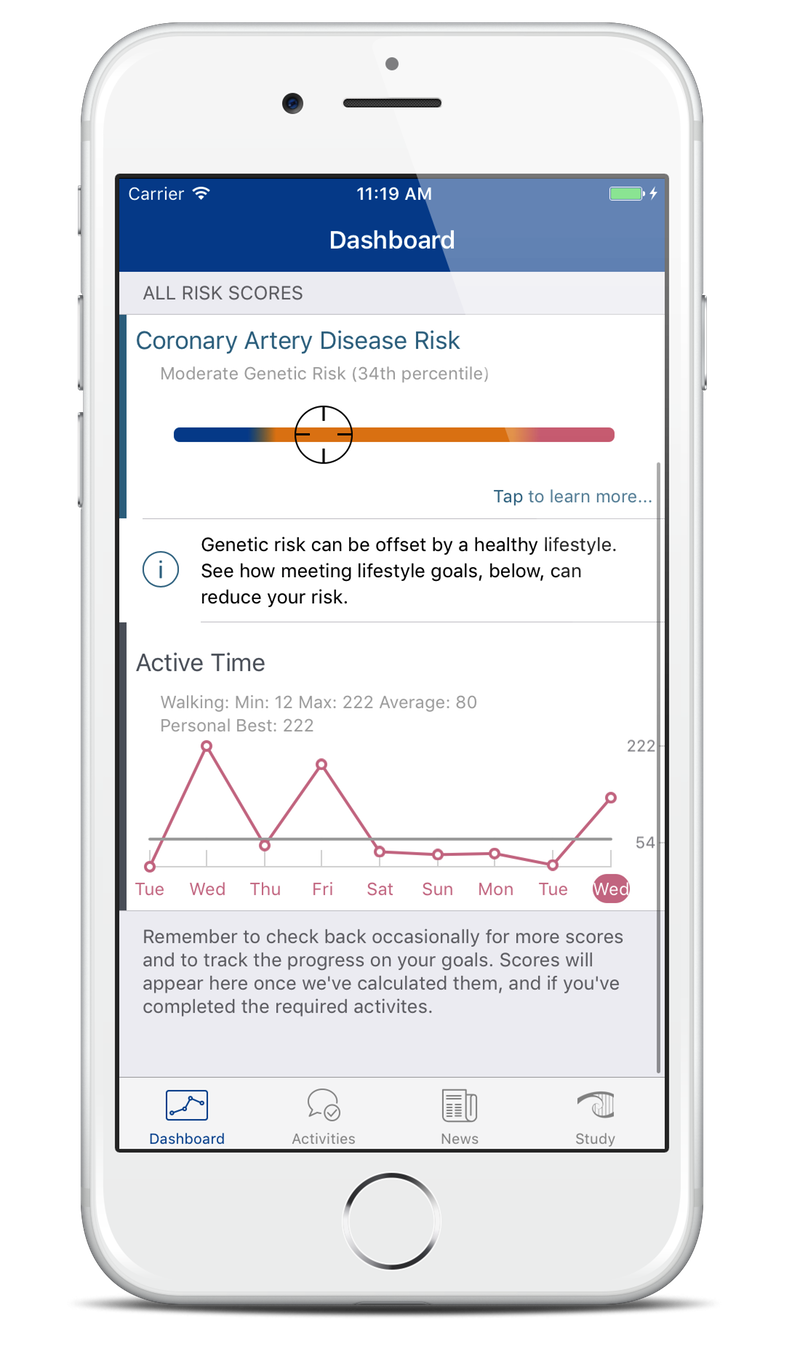 Carrier 11:19 AM
Dashboard
ALL RISK SCORES
Coronary Artery Disease Risk
Moderate Genetic Risk (34th percentile)
Tap to learn more...
Genetic risk can be offset by a healthy lifestyle.
See how meeting lifestyle goals, below, can
reduce your risk.
Active Time
Walking: Min: 12 Max: 222 Average: 80
Personal Best: 222
222
54
Tue Wed Thu Fri Sat Sun Mon Tue Wed
Remember to check back occasionally for more scores
and to track the progress on your goals. Scores will
appear here once we've calculated them, and if you've
completed the required activites.
Dashboard Activities News Study